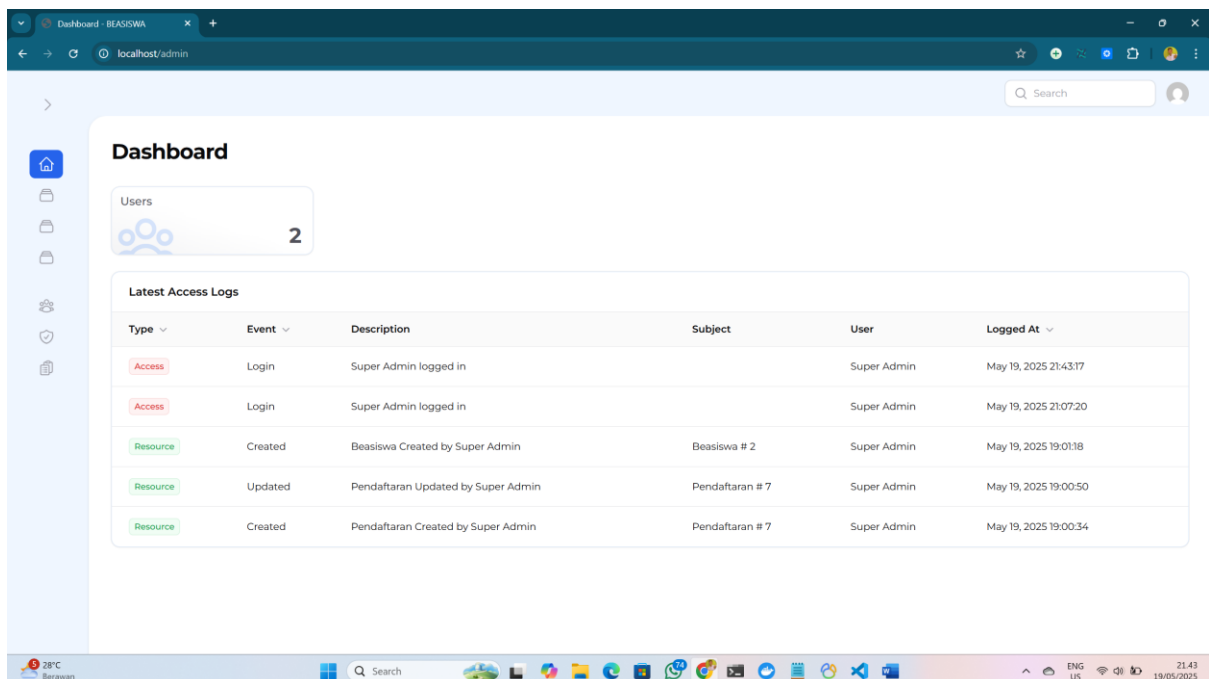 Dashboard - BEASISWA
localhost/admin
Search
Dashboard
Users
2
Latest Access Logs
Type Event Description Subject User Logged At
Access Login Super Admin logged in Super Admin May 19, 2025 21:43:17
Access Login Super Admin logged in Super Admin May 19, 2025 21:07:20
Resource Created Beasiswa Created by Super Admin Beasiswa # 2 Super Admin May 19, 2025 19:01:18
Resource Updated Pendaftaran Updated by Super Admin Pendaftaran # 7 Super Admin May 19, 2025 19:00:50
Resource Created Pendaftaran Created by Super Admin Pendaftaran # 7 Super Admin May 19, 2025 19:00:34
5 28°C Search 74 ENG 21.43
Berawan US 19/05/2025